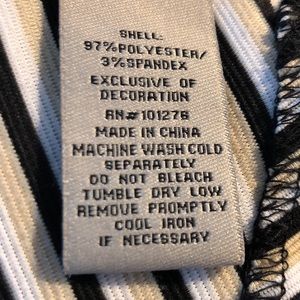 SHELL:
97%POLYESTER/
3%SPANDEX
EXCLUSIVE OF
DECORATION
RN#101276
MADE IN CHINA
MACHINE WASH COLD
SEPARATELY
DO NOT BLEACH
TUMBLE DRY LOW
REMOVE PROMPTLY
COOL IRON
IF NECESSARY